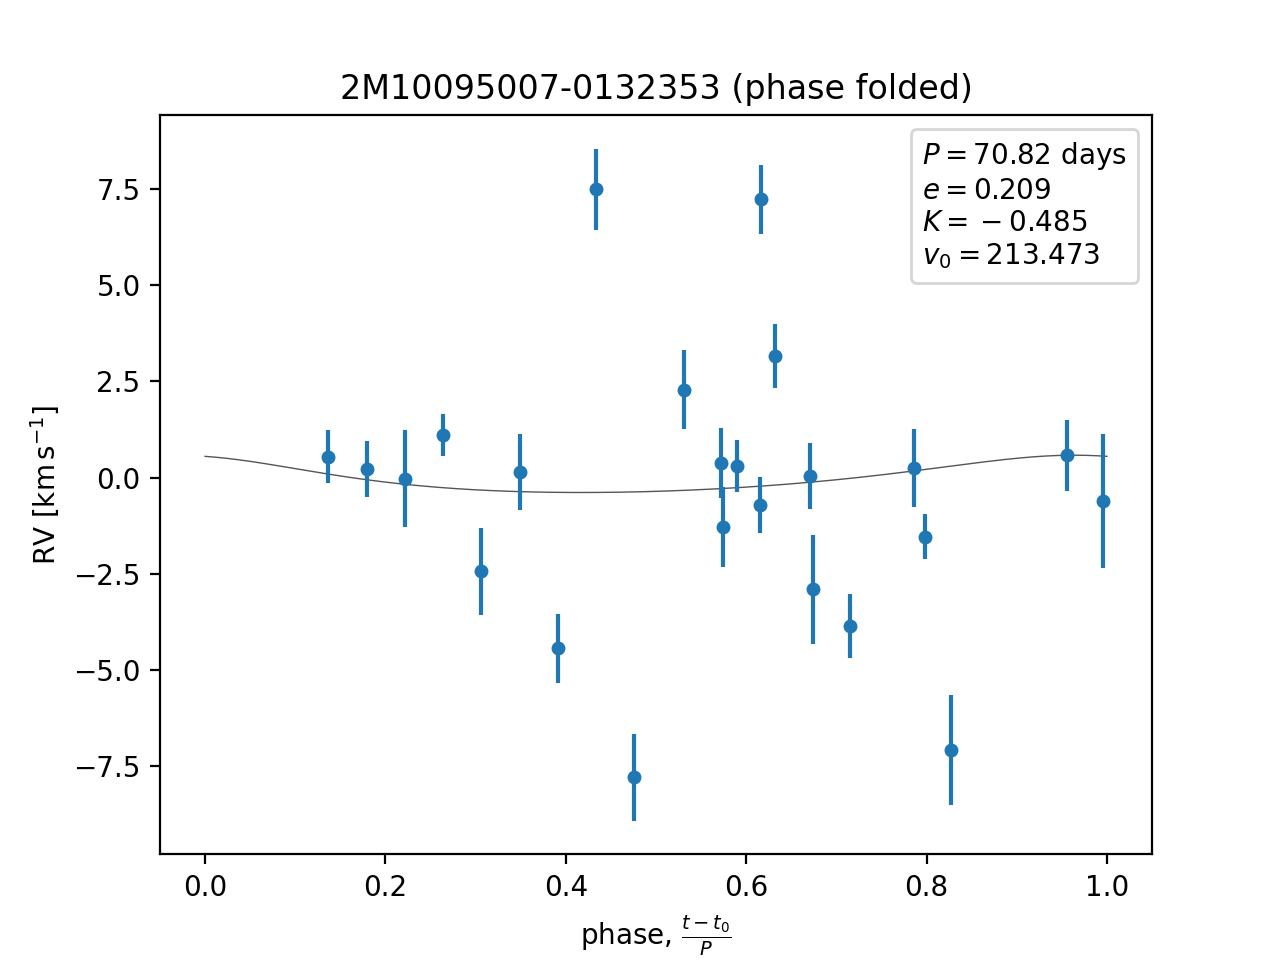 2M10095007-0132353 (phase folded)
P = 70.82 days
e = 0.209
K = −0.485
v₀ = 213.473
7.5
5.0
2.5
0.0
−2.5
−5.0
−7.5
RV [km s⁻¹]
0.0 0.2 0.4 0.6 0.8 1.0
phase, (t − t₀)/P